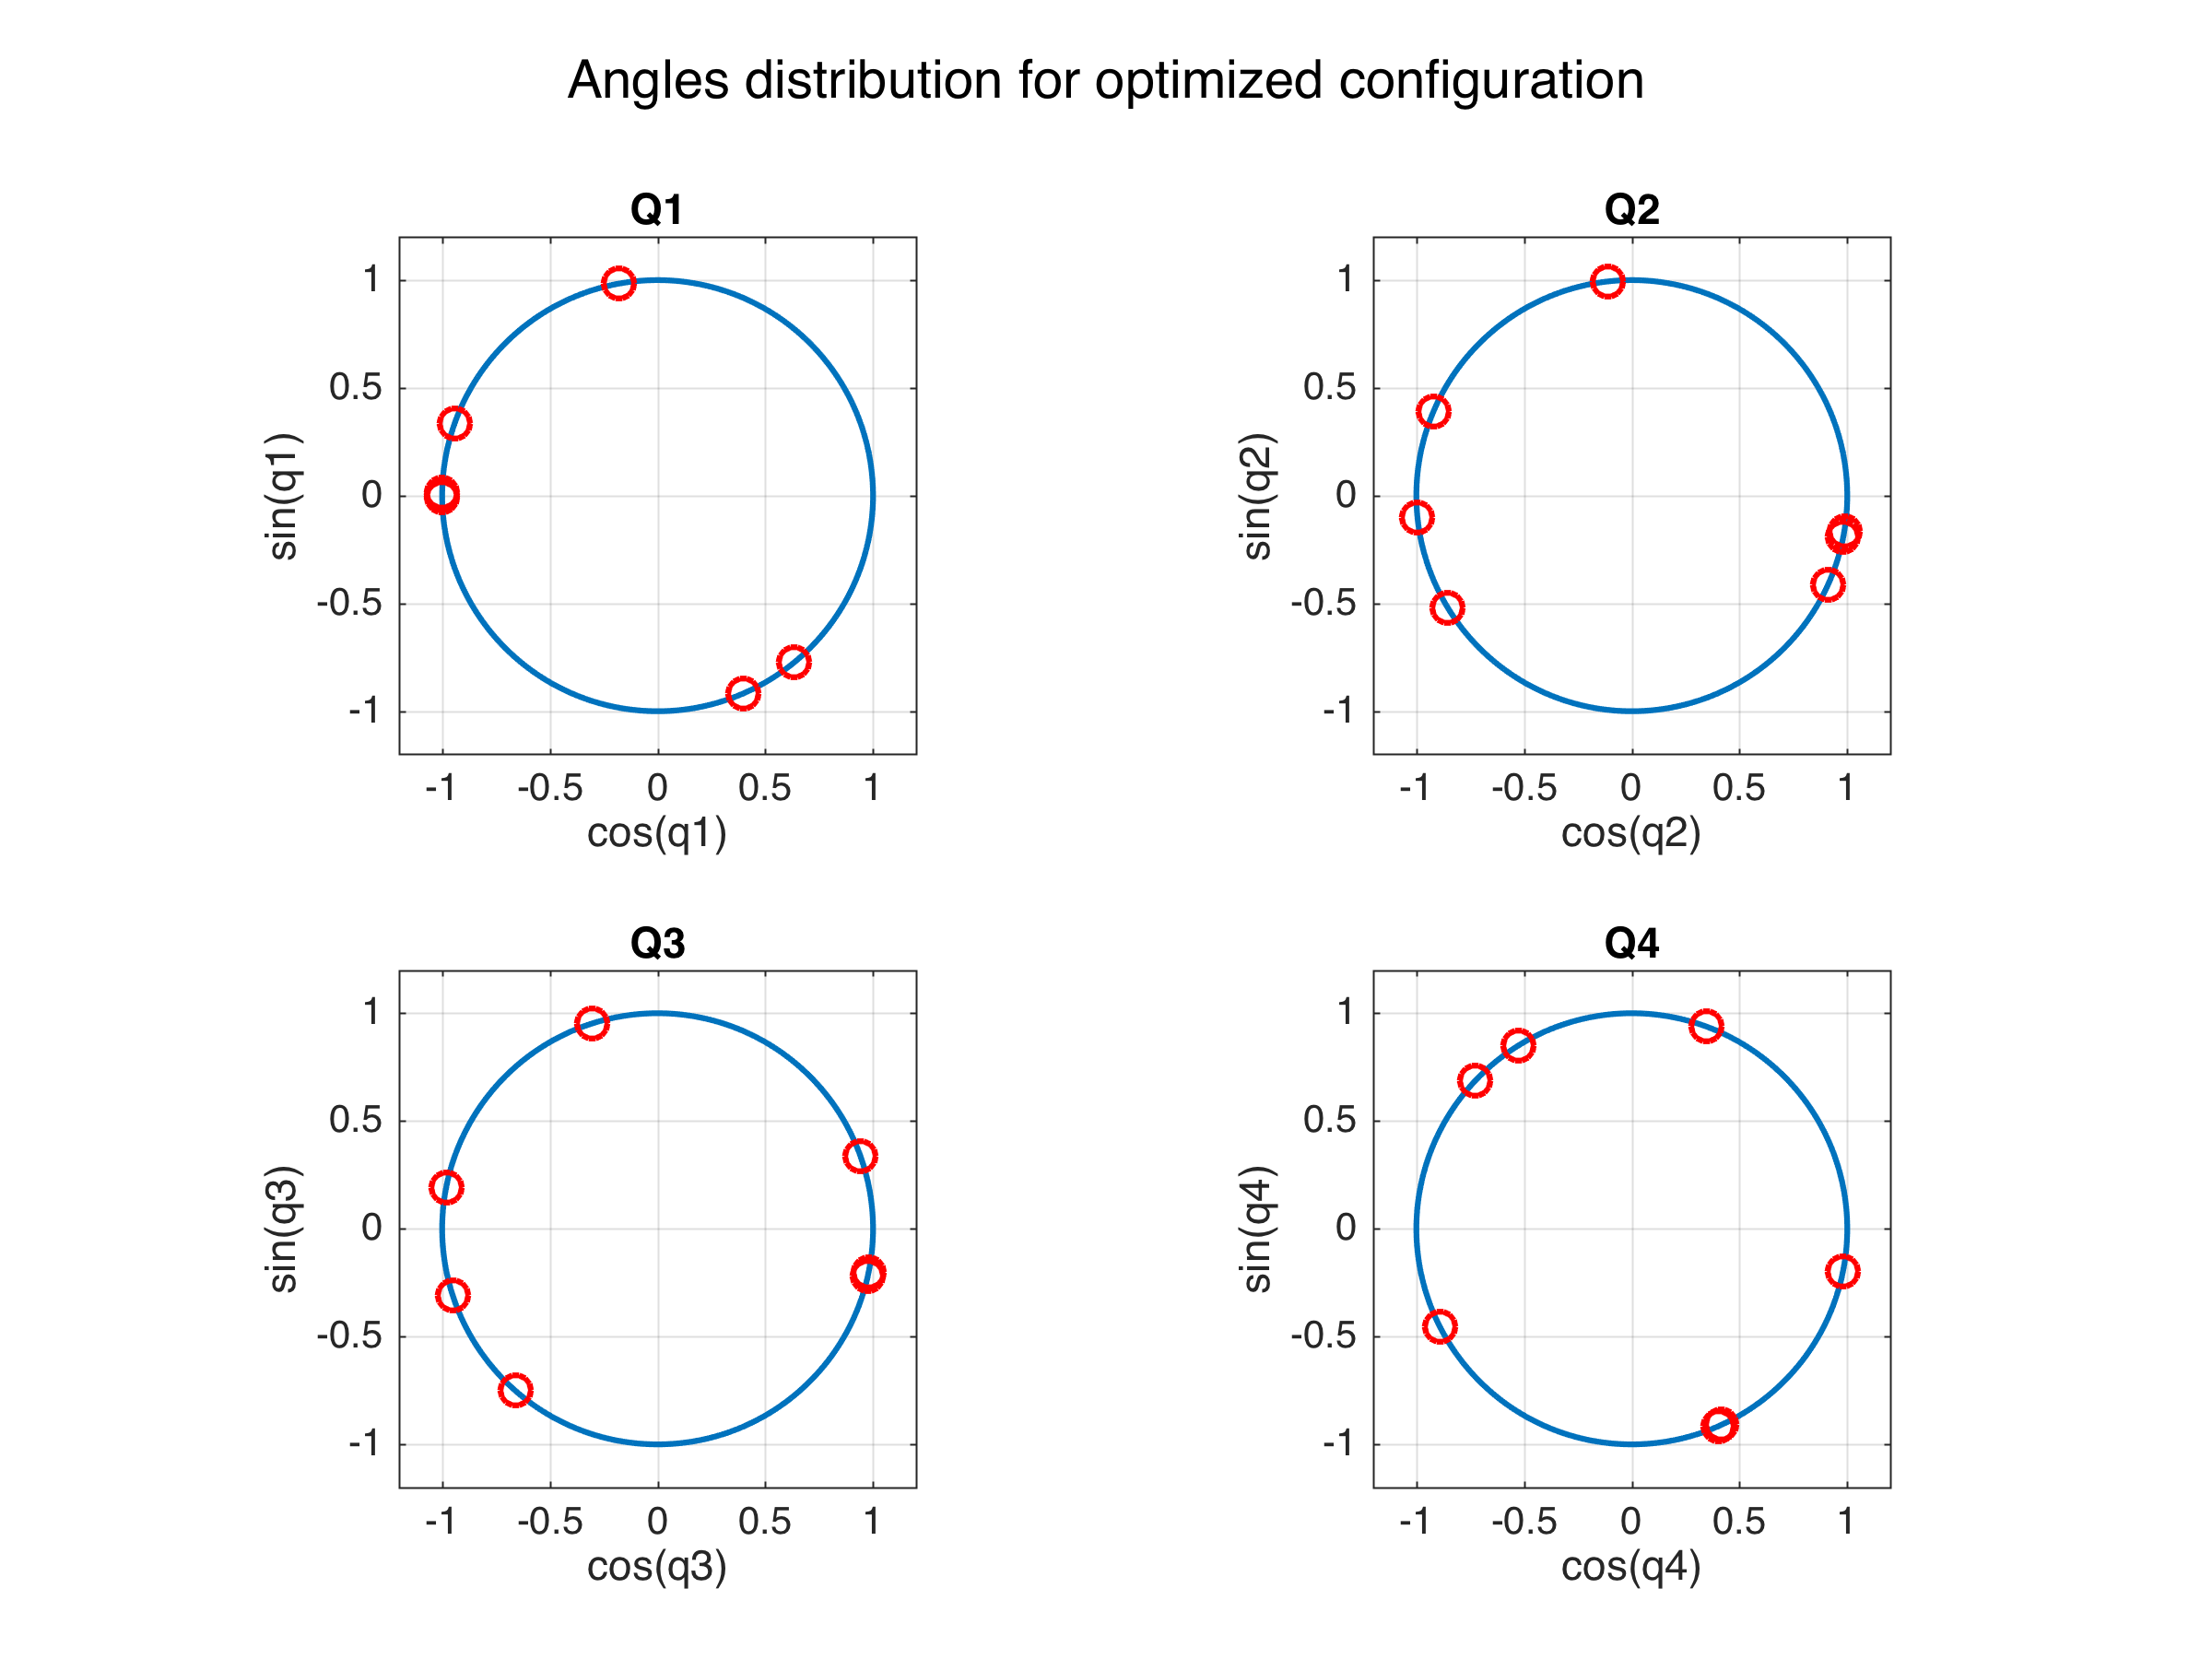 Angles distribution for optimized configuration
Q1
1
0.5
0
-0.5
-1
sin(q1)
-1 -0.5 0 0.5 1
cos(q1)
Q2
1
0.5
0
-0.5
-1
sin(q2)
-1 -0.5 0 0.5 1
cos(q2)
Q3
1
0.5
0
-0.5
-1
sin(q3)
-1 -0.5 0 0.5 1
cos(q3)
Q4
1
0.5
0
-0.5
-1
sin(q4)
-1 -0.5 0 0.5 1
cos(q4)